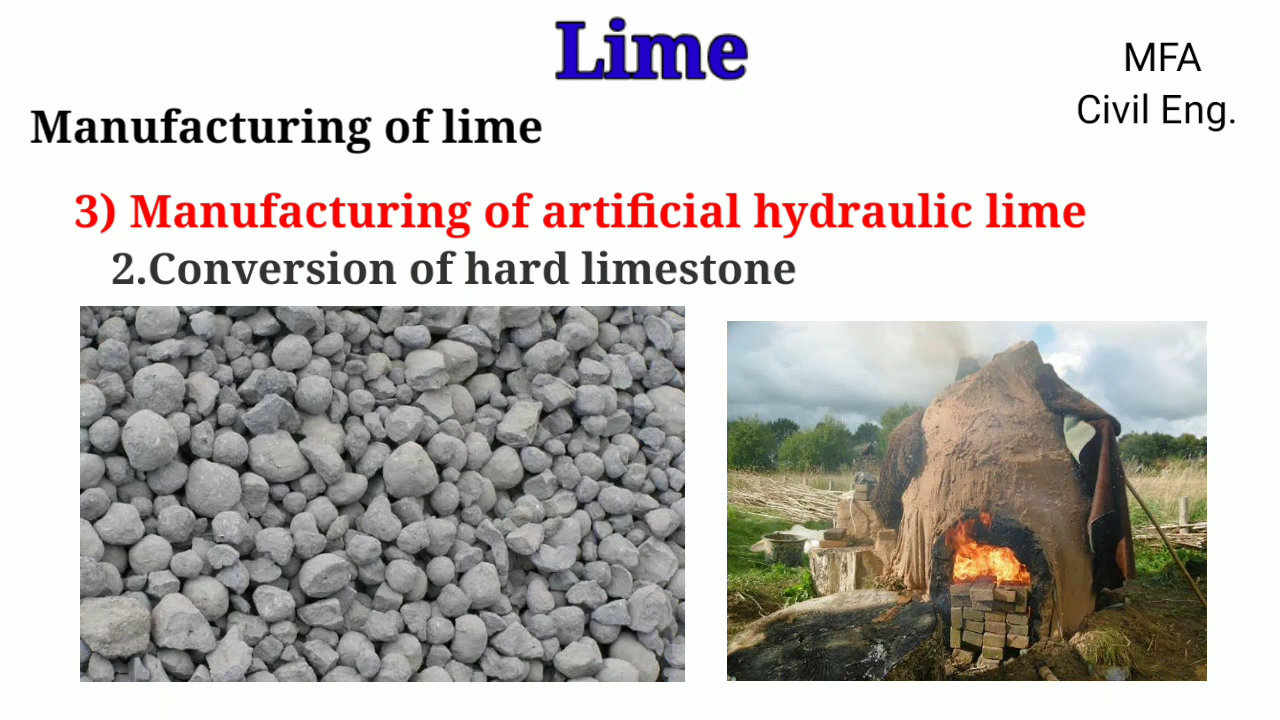 Lime
MFA
Civil Eng.
Manufacturing of lime
3) Manufacturing of artificial hydraulic lime
2.Conversion of hard limestone